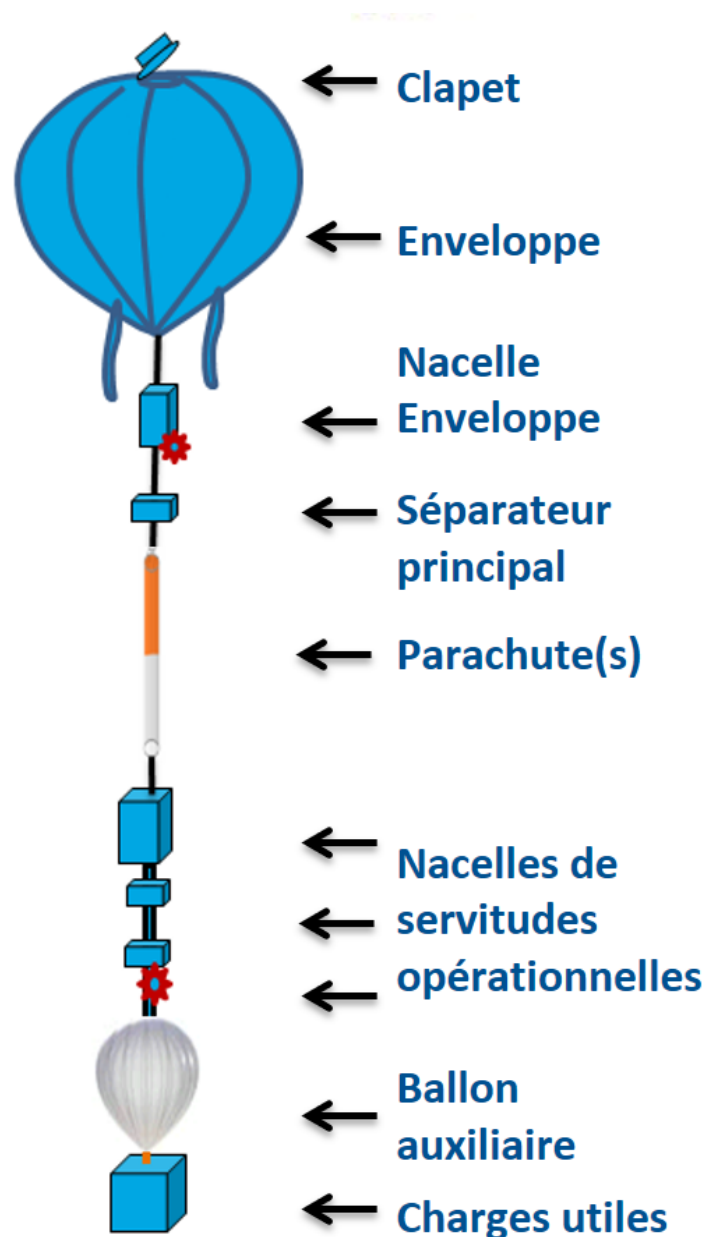 Clapet
Enveloppe
Nacelle
Enveloppe
Séparateur
principal
Parachute(s)
Nacelles de
servitudes
opérationnelles
Ballon
auxiliaire
Charges utiles